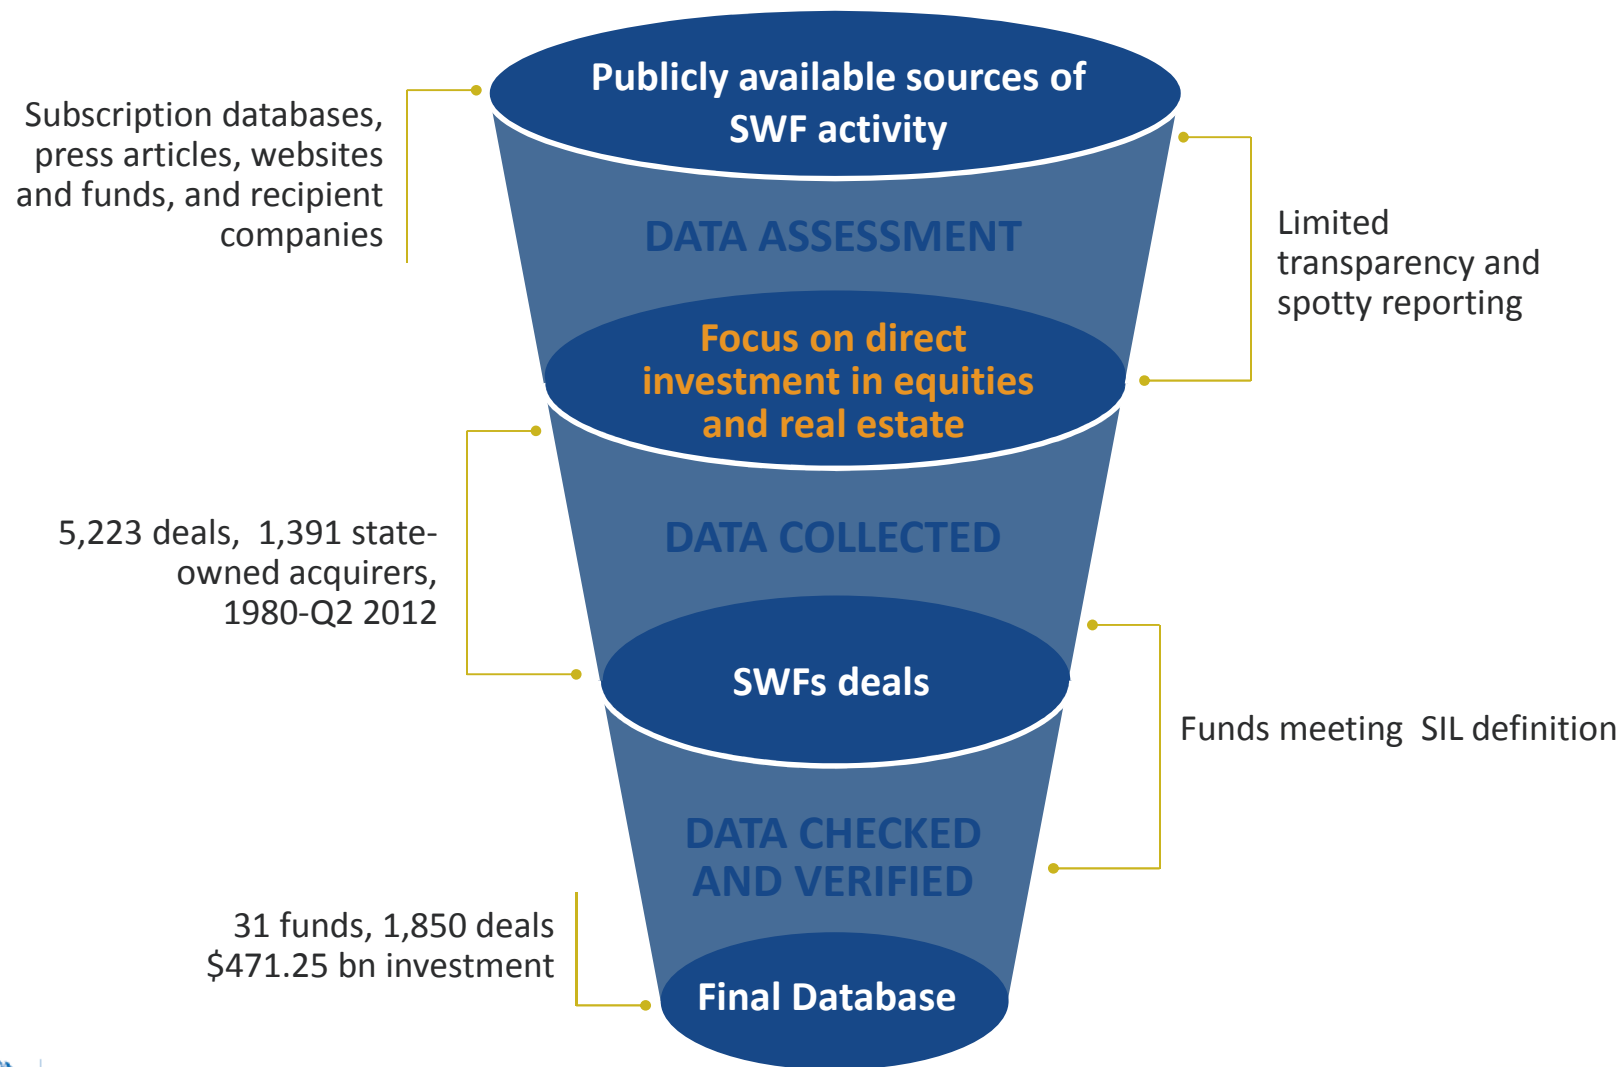 Publicly available sources of
SWF activity
Subscription databases,
press articles, websites
and funds, and recipient
companies
DATA ASSESSMENT
Limited
transparency and
spotty reporting
Focus on direct
investment in equities
and real estate
5,223 deals, 1,391 state-
owned acquirers,
1980-Q2 2012
DATA COLLECTED
SWFs deals
Funds meeting SIL definition
DATA CHECKED
AND VERIFIED
31 funds, 1,850 deals
$471.25 bn investment
Final Database